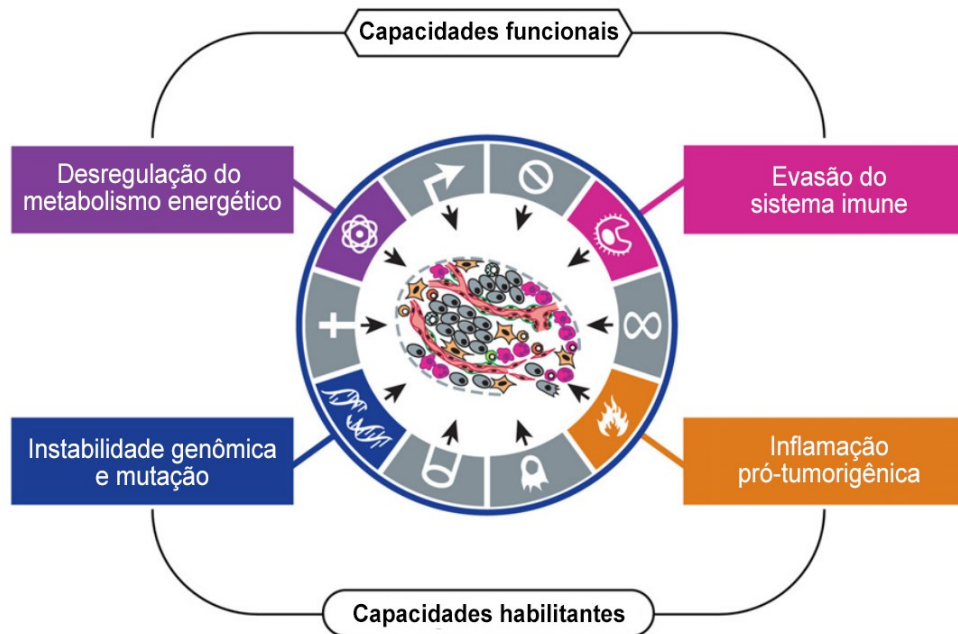 Capacidades funcionais
Desregulação do
metabolismo energético
Evasão do
sistema imune
Instabilidade genômica
e mutação
Inflamação
pró-tumorigênica
Capacidades habilitantes